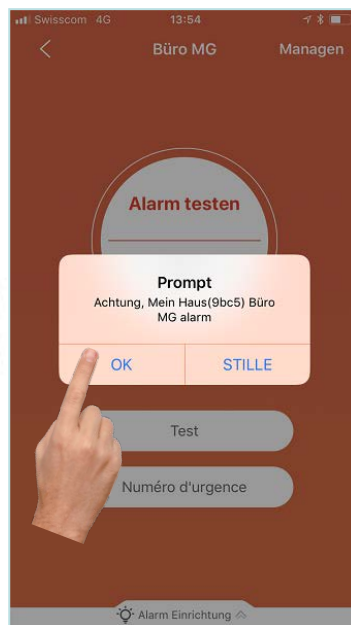 Swisscom 4G 13:54
Büro MG Managen
Alarm testen
Prompt
Achtung, Mein Haus(9bc5) Büro
MG alarm
OK STILLE
Test
Numéro d'urgence
Alarm Einrichtung